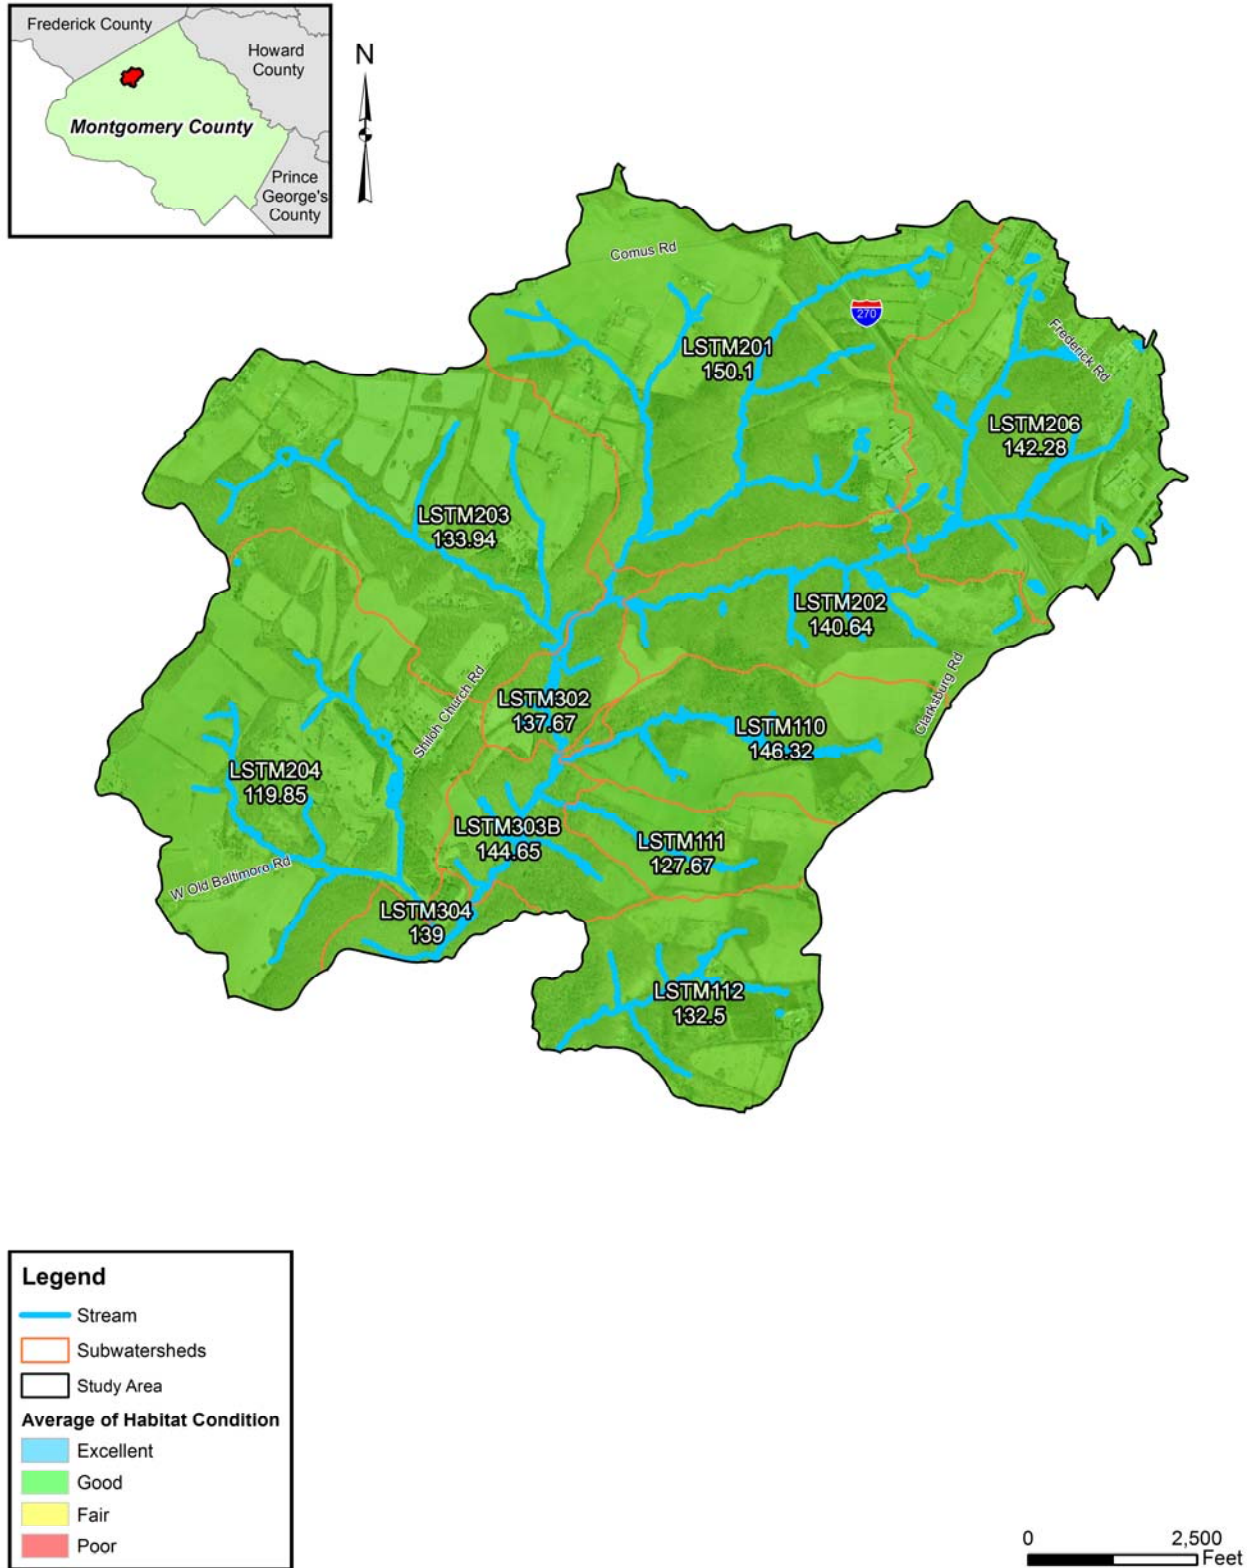 Frederick County
Howard
County
Montgomery County
Prince
George's
County
N
Comus Rd
270
Frederick Rd
LSTM201
150.1
LSTM206
142.28
LSTM203
133.94
LSTM202
140.64
Clarksburg Rd
Shiloh Church Rd
LSTM302
137.67
LSTM110
146.32
LSTM204
119.85
LSTM303B
144.65
LSTM111
127.67
W Old Baltimore Rd
LSTM304
139
LSTM112
132.5
Legend
Stream
Subwatersheds
Study Area
Average of Habitat Condition
Excellent
Good
Fair
Poor
0 2,500
Feet